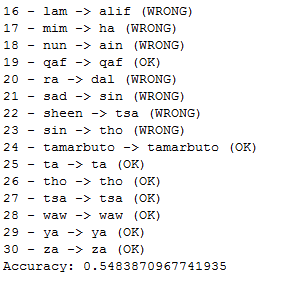 16 - lam -> alif (WRONG)
17 - mim -> ha (WRONG)
18 - nun -> ain (WRONG)
19 - qaf -> qaf (OK)
20 - ra -> dal (WRONG)
21 - sad -> sin (WRONG)
22 - sheen -> tsa (WRONG)
23 - sin -> tho (WRONG)
24 - tamarbuto -> tamarbuto (OK)
25 - ta -> ta (OK)
26 - tho -> tho (OK)
27 - tsa -> tsa (OK)
28 - waw -> waw (OK)
29 - ya -> ya (OK)
30 - za -> za (OK)
Accuracy: 0.5483870967741935